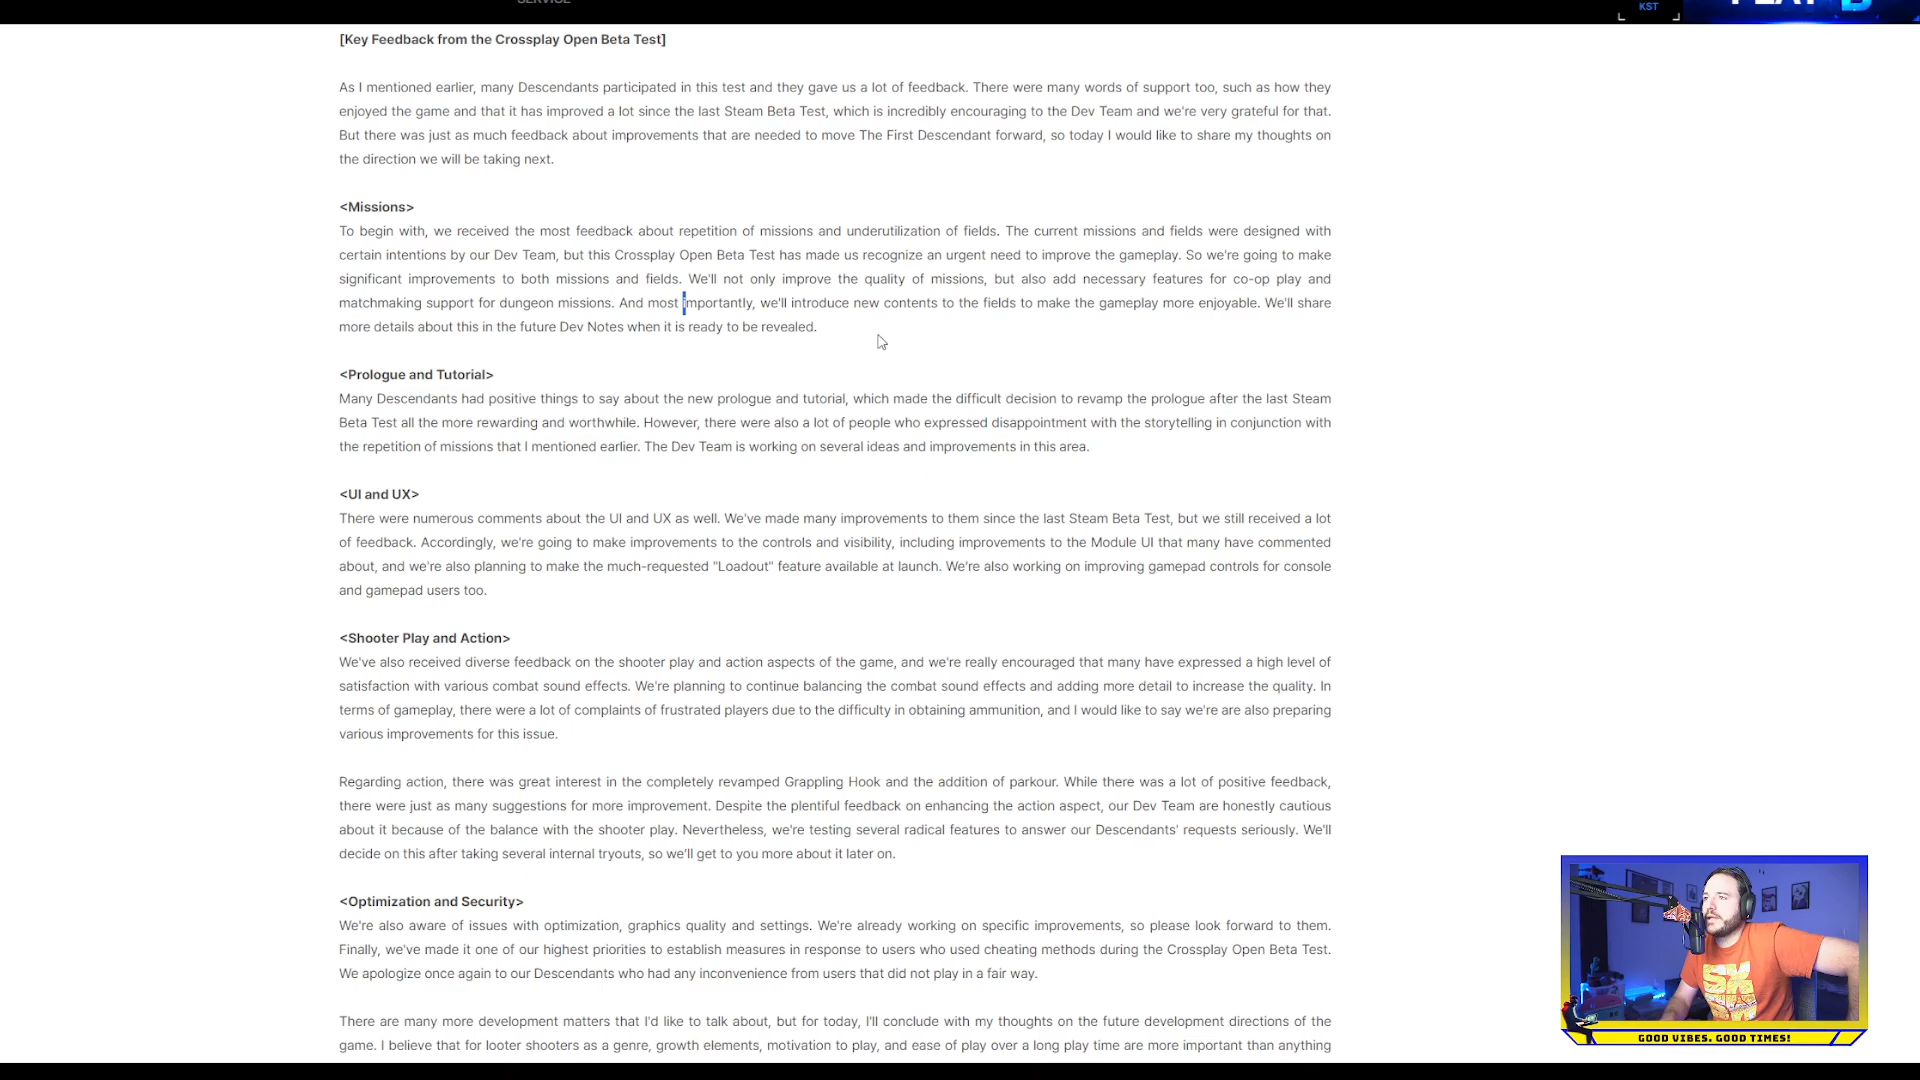 SERVICE
KST
[Key Feedback from the Crossplay Open Beta Test]
As I mentioned earlier, many Descendants participated in this test and they gave us a lot of feedback. There were many words of support too, such as how they
enjoyed the game and that it has improved a lot since the last Steam Beta Test, which is incredibly encouraging to the Dev Team and we're very grateful for that.
But there was just as much feedback about improvements that are needed to move The First Descendant forward, so today I would like to share my thoughts on
the direction we will be taking next.
<Missions>
To begin with, we received the most feedback about repetition of missions and underutilization of fields. The current missions and fields were designed with
certain intentions by our Dev Team, but this Crossplay Open Beta Test has made us recognize an urgent need to improve the gameplay. So we're going to make
significant improvements to both missions and fields. We'll not only improve the quality of missions, but also add necessary features for co-op play and
matchmaking support for dungeon missions. And most importantly, we'll introduce new contents to the fields to make the gameplay more enjoyable. We'll share
more details about this in the future Dev Notes when it is ready to be revealed.
<Prologue and Tutorial>
Many Descendants had positive things to say about the new prologue and tutorial, which made the difficult decision to revamp the prologue after the last Steam
Beta Test all the more rewarding and worthwhile. However, there were also a lot of people who expressed disappointment with the storytelling in conjunction with
the repetition of missions that I mentioned earlier. The Dev Team is working on several ideas and improvements in this area.
<UI and UX>
There were numerous comments about the UI and UX as well. We've made many improvements to them since the last Steam Beta Test, but we still received a lot
of feedback. Accordingly, we're going to make improvements to the controls and visibility, including improvements to the Module UI that many have commented
about, and we're also planning to make the much-requested "Loadout" feature available at launch. We're also working on improving gamepad controls for console
and gamepad users too.
<Shooter Play and Action>
We've also received diverse feedback on the shooter play and action aspects of the game, and we're really encouraged that many have expressed a high level of
satisfaction with various combat sound effects. We're planning to continue balancing the combat sound effects and adding more detail to increase the quality. In
terms of gameplay, there were a lot of complaints of frustrated players due to the difficulty in obtaining ammunition, and I would like to say we're are also preparing
various improvements for this issue.
Regarding action, there was great interest in the completely revamped Grappling Hook and the addition of parkour. While there was a lot of positive feedback,
there were just as many suggestions for more improvement. Despite the plentiful feedback on enhancing the action aspect, our Dev Team are honestly cautious
about it because of the balance with the shooter play. Nevertheless, we're testing several radical features to answer our Descendants' requests seriously. We'll
decide on this after taking several internal tryouts, so we'll get to you more about it later on.
<Optimization and Security>
We're also aware of issues with optimization, graphics quality and settings. We're already working on specific improvements, so please look forward to them.
Finally, we've made it one of our highest priorities to establish measures in response to users who used cheating methods during the Crossplay Open Beta Test.
We apologize once again to our Descendants who had any inconvenience from users that did not play in a fair way.
There are many more development matters that I'd like to talk about, but for today, I'll conclude with my thoughts on the future development directions of the
game. I believe that for looter shooters as a genre, growth elements, motivation to play, and ease of play over a long play time are more important than anything
GOOD VIBES. GOOD TIMES!